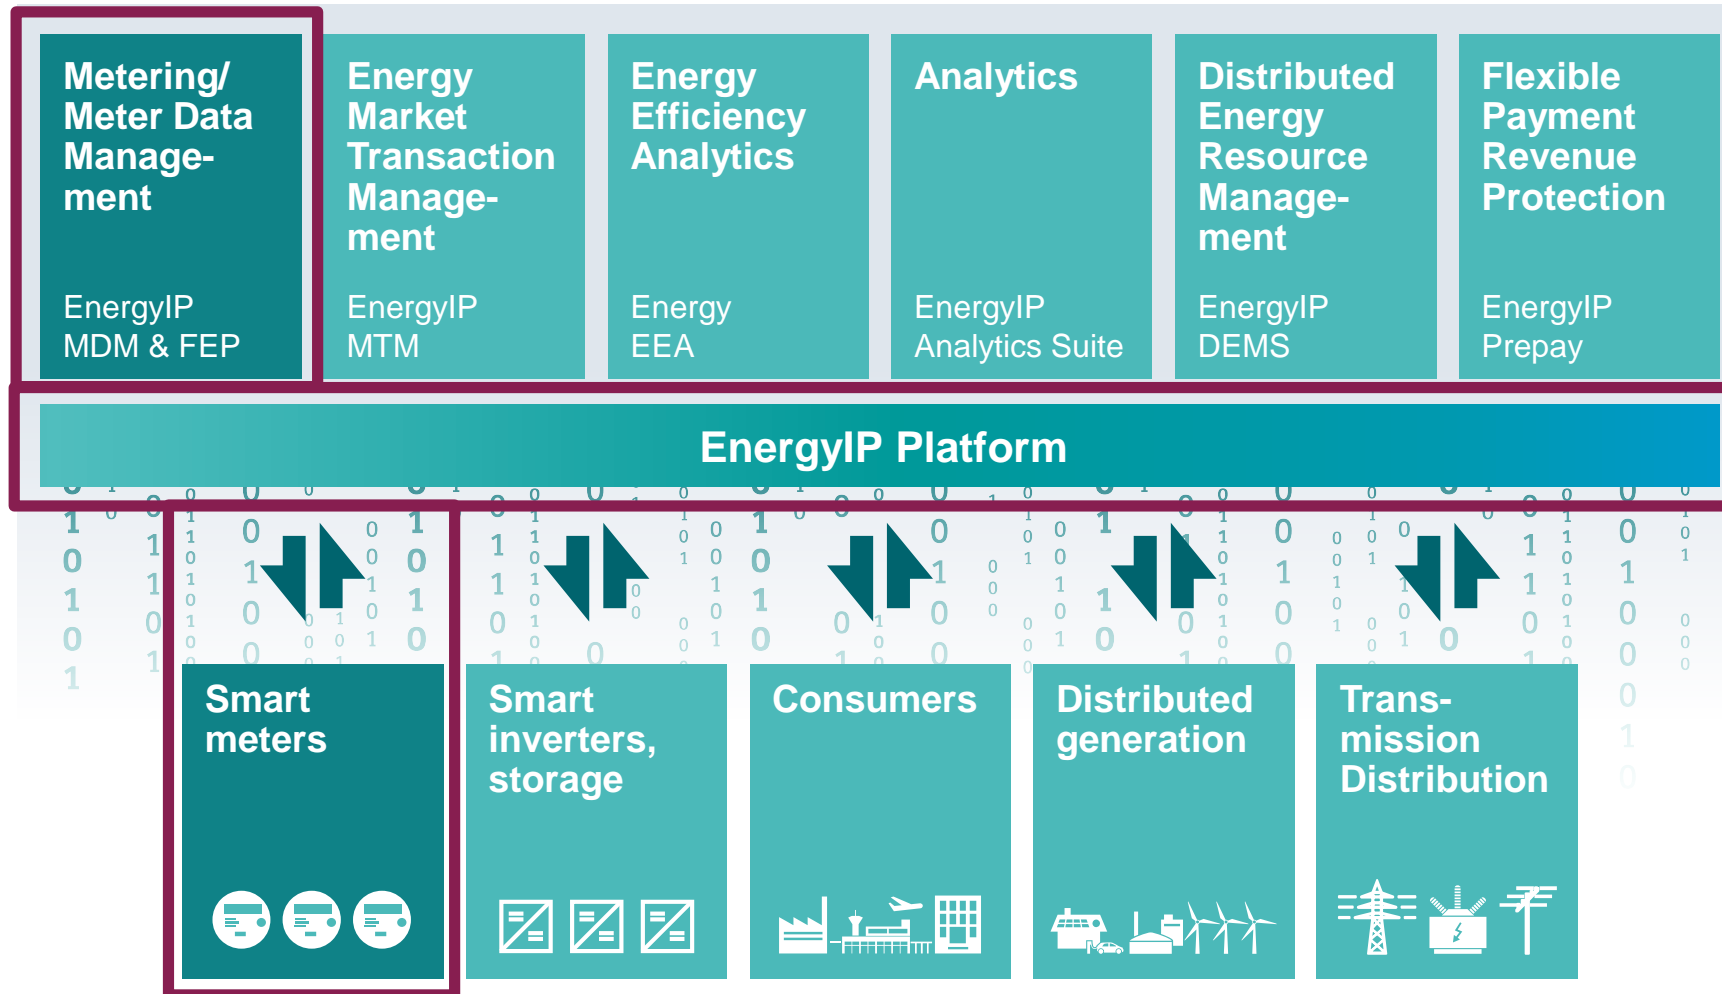 Metering/
Meter Data
Manage-
ment
EnergyIP
MDM & FEP
Energy
Market
Transaction
Manage-
ment
EnergyIP
MTM
Energy
Efficiency
Analytics
Energy
EEA
Analytics
EnergyIP
Analytics Suite
Distributed
Energy
Resource
Manage-
ment
EnergyIP
DEMS
Flexible
Payment
Revenue
Protection
EnergyIP
Prepay
EnergyIP Platform
Smart
meters
Smart
inverters,
storage
Consumers
Distributed
generation
Trans-
mission
Distribution